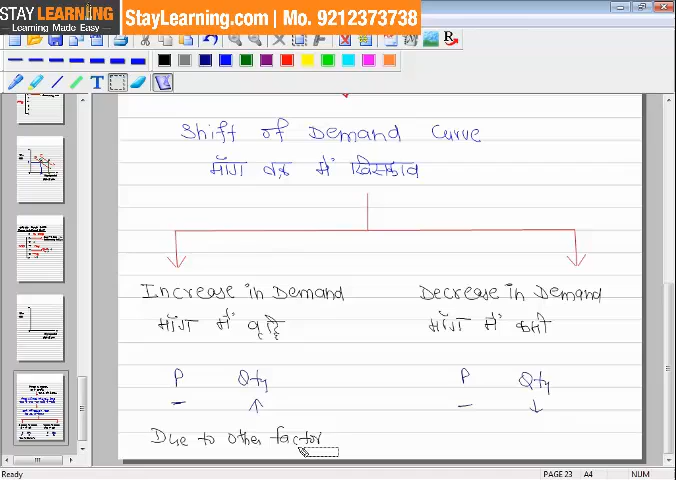 STAY LEARNING
Learning Made Easy
StayLearning.com | Mo. 9212373738
Shift of Demand Curve
माँग वक्र में खिसकाव
Increase in Demand Decrease in Demand
माँग में वृद्धि माँग में कमी
P Qty P Qty
– ↑ – ↓
Due to other factor
Ready PAGE 23 A4